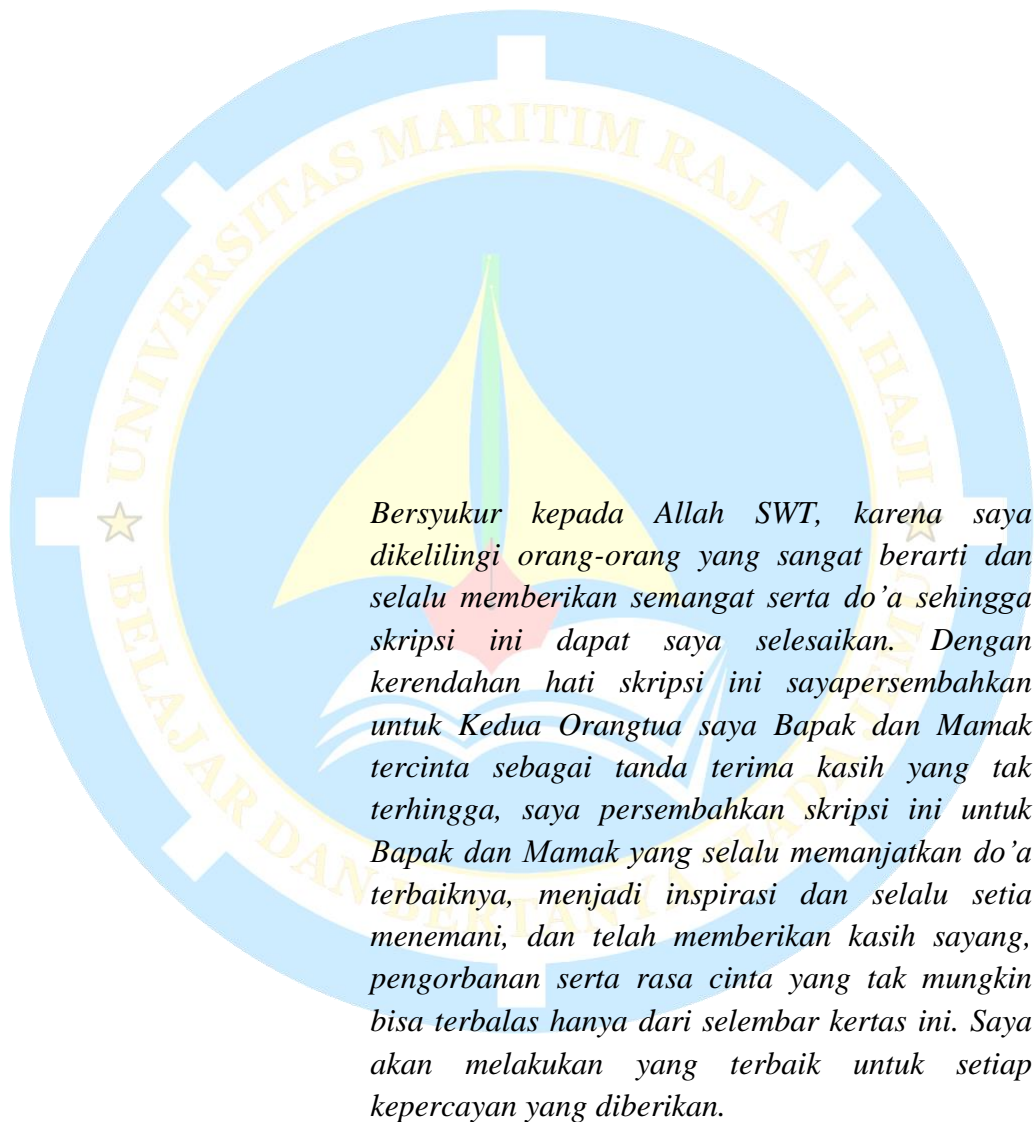 UNIVERSITAS MARITIM RAJA ALI HAJI
BELAJAR DAN BERTANYA TIADA JEMU
Bersyukur kepada Allah SWT, karena saya
dikelilingi orang-orang yang sangat berarti dan
selalu memberikan semangat serta do’a sehingga
skripsi ini dapat saya selesaikan. Dengan
kerendahan hati skripsi ini sayapersembahkan
untuk Kedua Orangtua saya Bapak dan Mamak
tercinta sebagai tanda terima kasih yang tak
terhingga, saya persembahkan skripsi ini untuk
Bapak dan Mamak yang selalu memanjatkan do’a
terbaiknya, menjadi inspirasi dan selalu setia
menemani, dan telah memberikan kasih sayang,
pengorbanan serta rasa cinta yang tak mungkin
bisa terbalas hanya dari selembar kertas ini. Saya
akan melakukan yang terbaik untuk setiap
kepercayan yang diberikan.